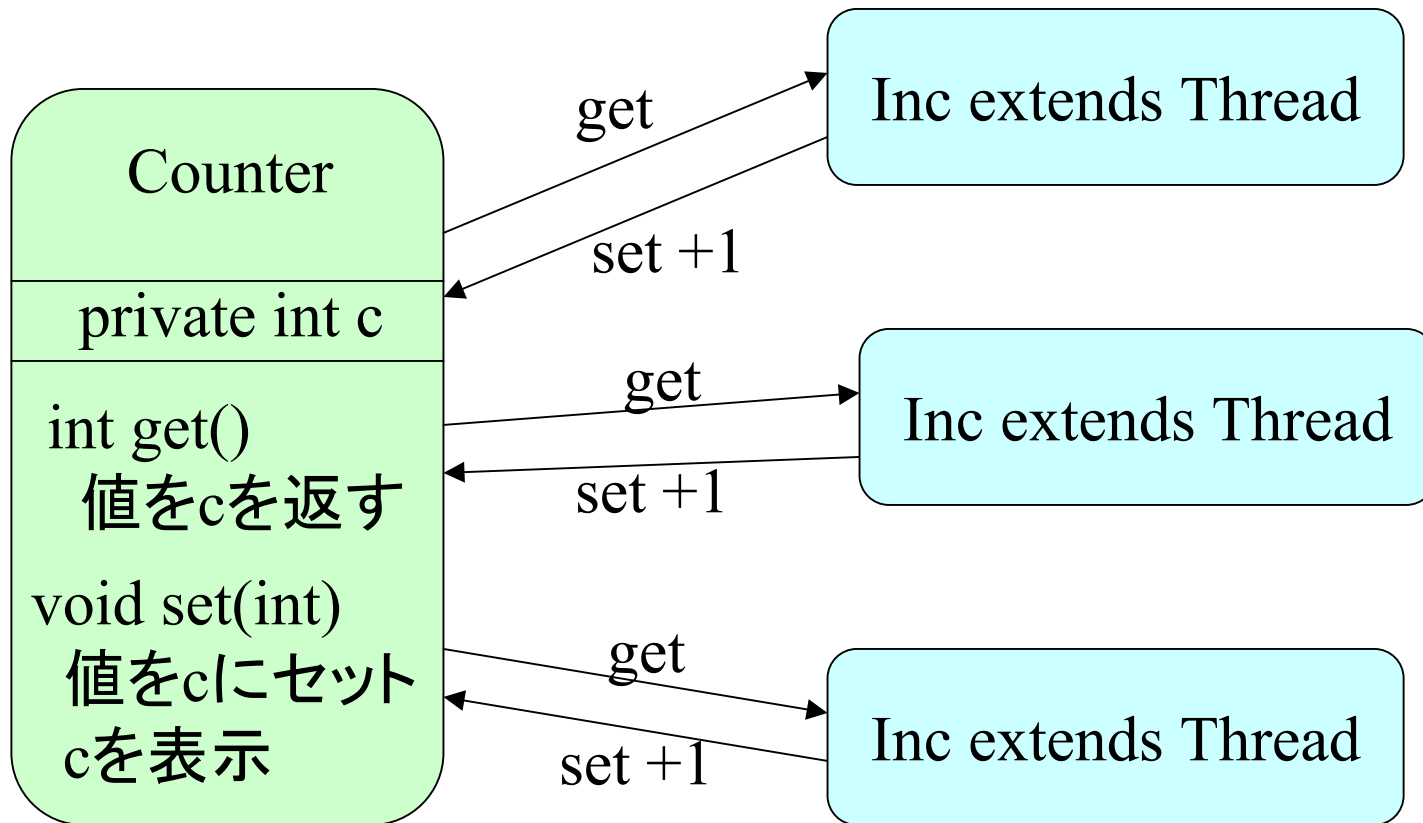 Counter
private int c
int get()
値をcを返す
void set(int)
値をcにセット
cを表示
get
set +1
Inc extends Thread
get
set +1
Inc extends Thread
get
set +1
Inc extends Thread